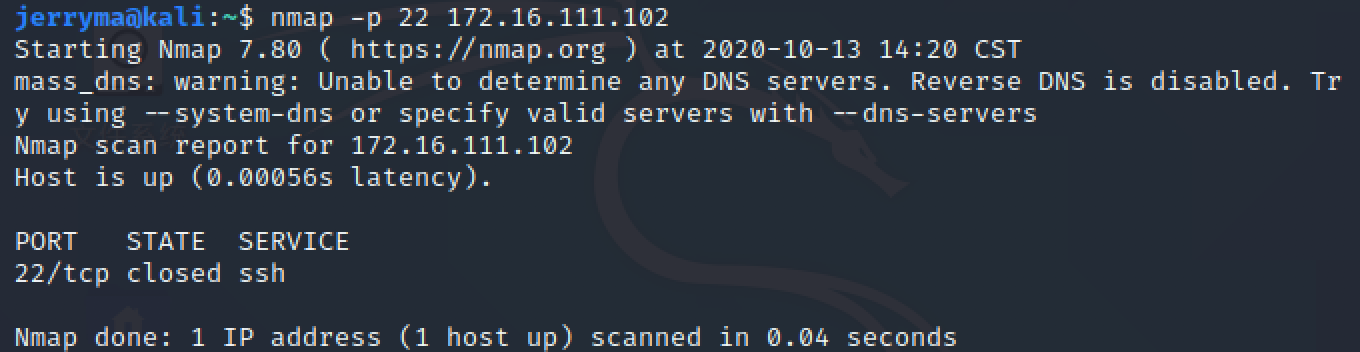 jerryma@kali:~$ nmap -p 22 172.16.111.102
Starting Nmap 7.80 ( https://nmap.org ) at 2020-10-13 14:20 CST
mass_dns: warning: Unable to determine any DNS servers. Reverse DNS is disabled. Tr
y using --system-dns or specify valid servers with --dns-servers
Nmap scan report for 172.16.111.102
Host is up (0.00056s latency).

PORT   STATE  SERVICE
22/tcp closed ssh

Nmap done: 1 IP address (1 host up) scanned in 0.04 seconds